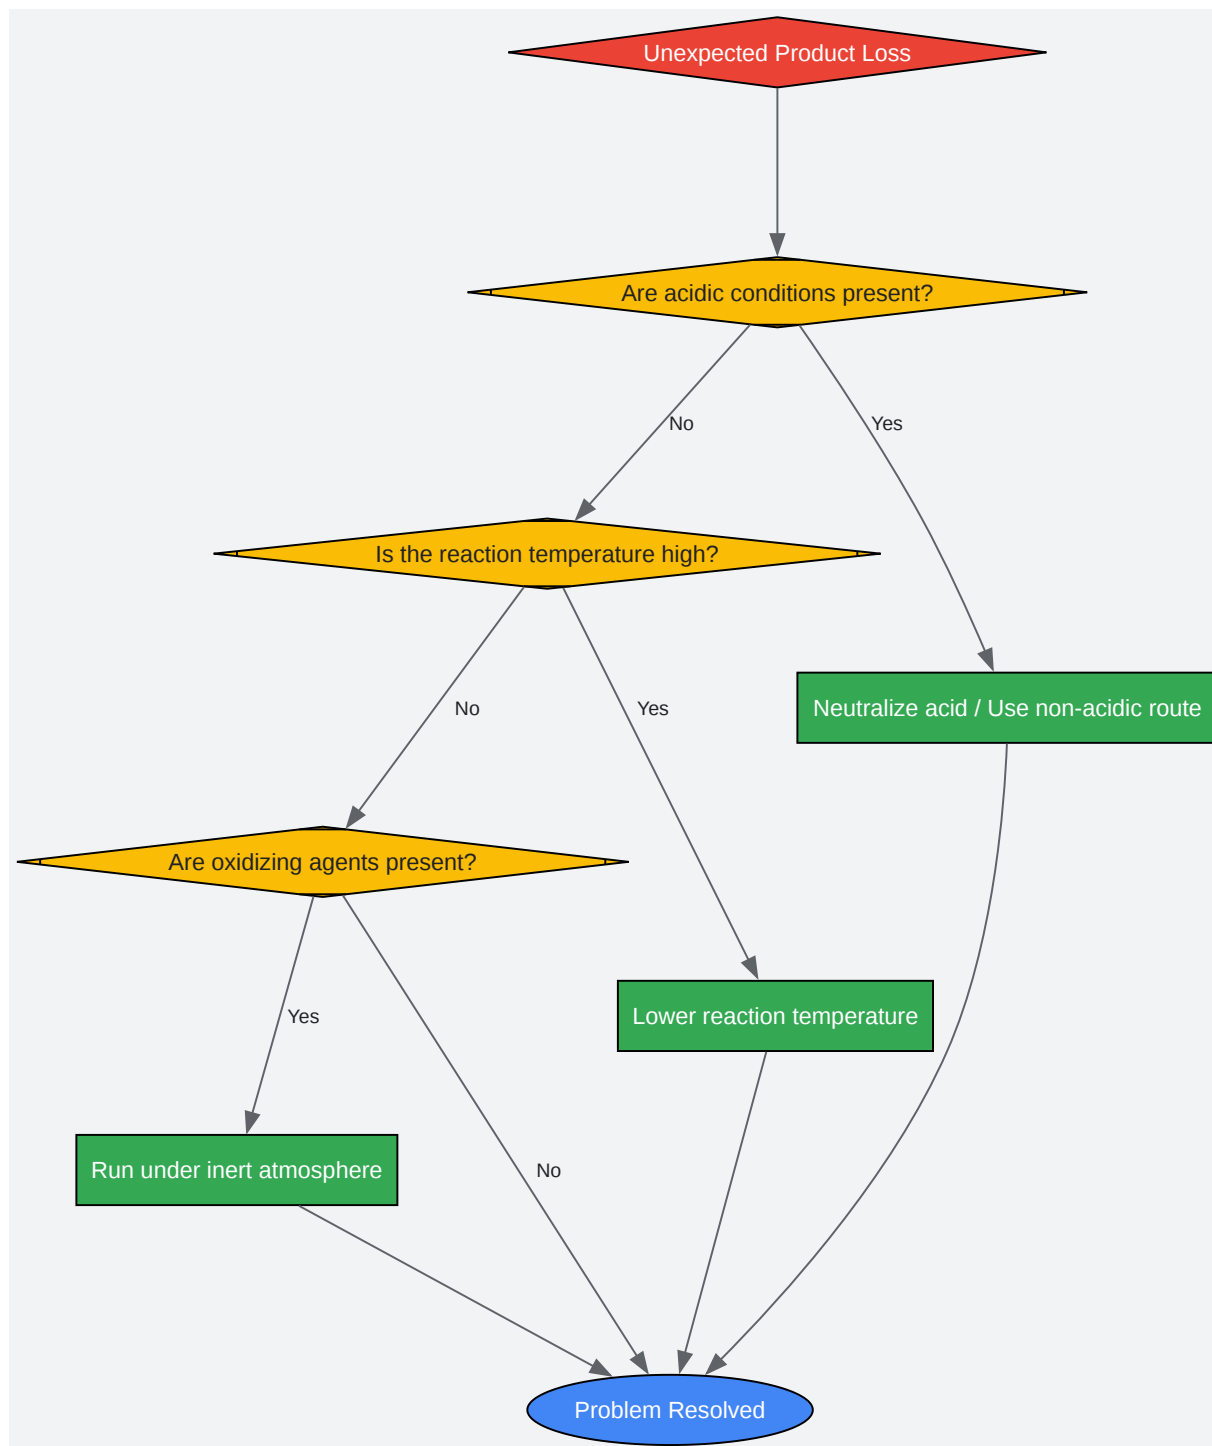 Unexpected Product Loss
Are acidic conditions present?
No
Yes
Is the reaction temperature high?
No
Yes
Neutralize acid / Use non-acidic route
Are oxidizing agents present?
Yes
Lower reaction temperature
Run under inert atmosphere
No
Problem Resolved